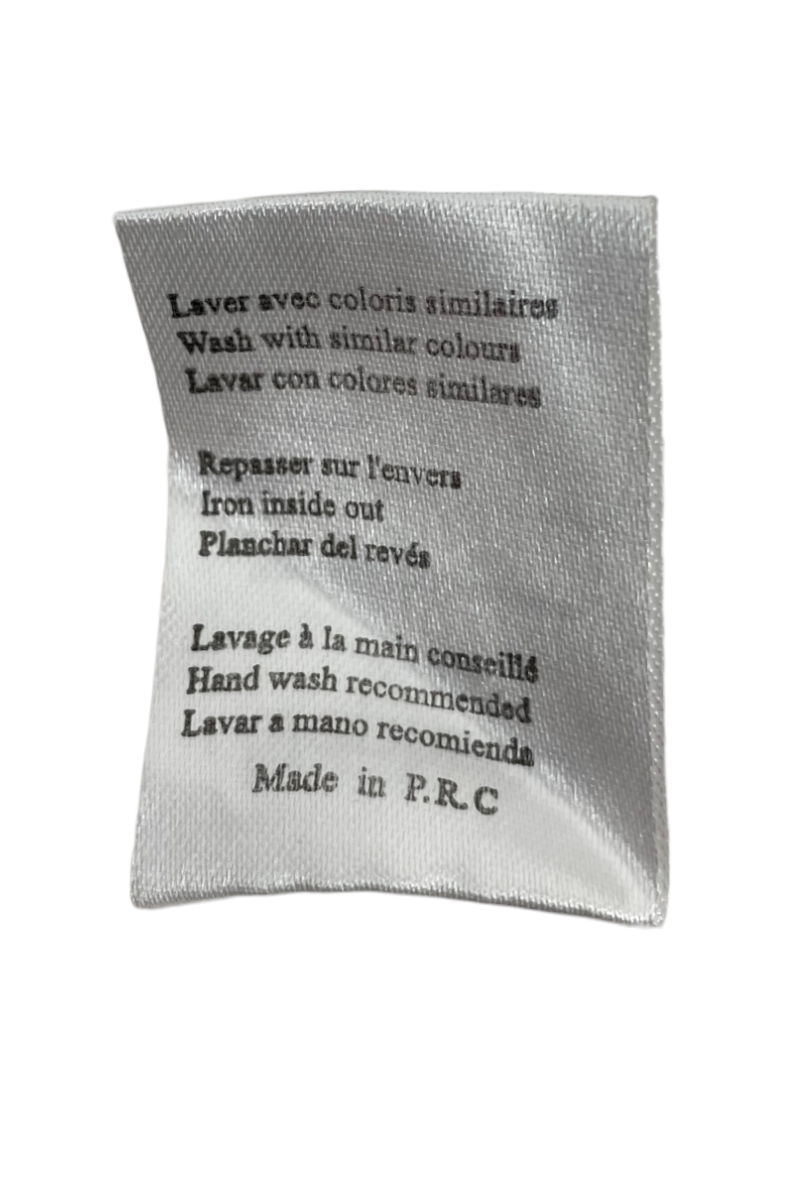 Laver avec coloris similaires
Wash with similar colours
Lavar con colores similares
Repasser sur l'envers
Iron inside out
Planchar del revés
Lavage à la main conseillé
Hand wash recommended
Lavar a mano recomienda
Made in P.R.C